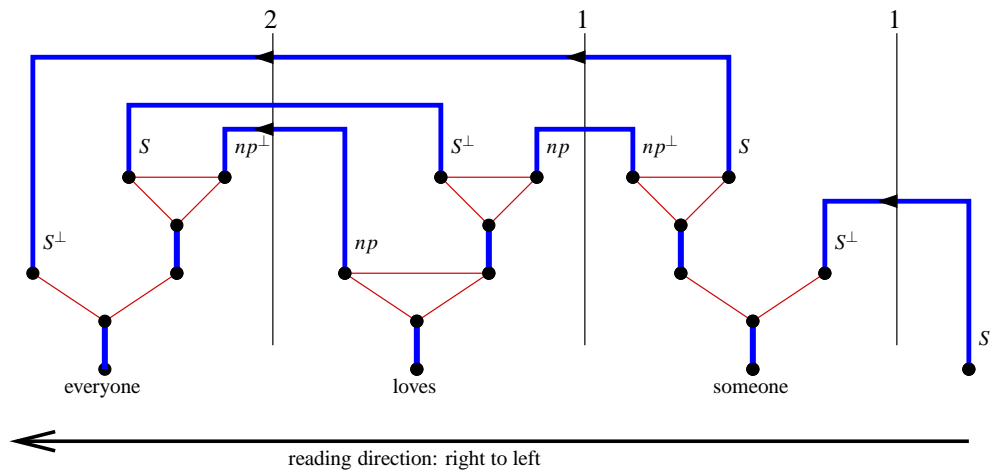 2 1 1
S np⊥ S⊥ np np⊥ S
S⊥ np S⊥
S
everyone loves someone
reading direction: right to left